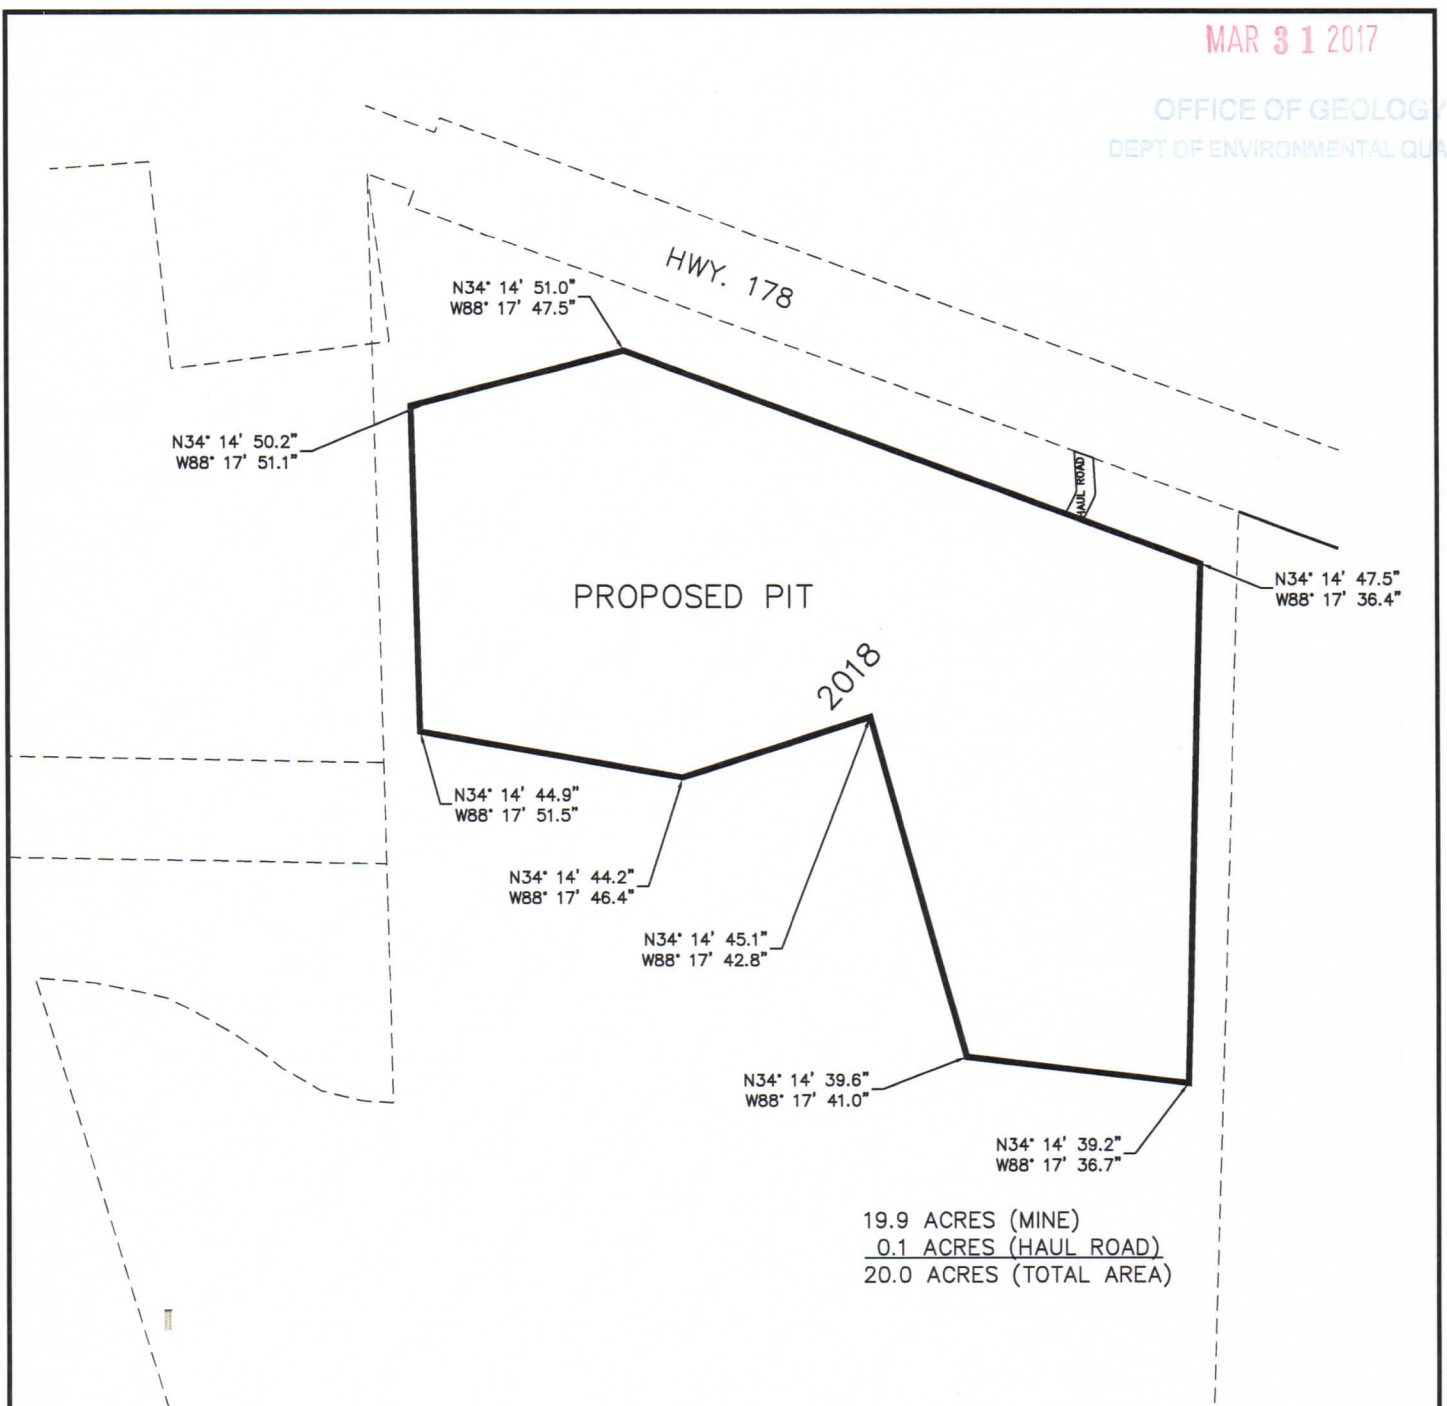 MAR 31 2017
OFFICE OF GEOLOGY
DEPT OF ENVIRONMENTAL
HWY. 178
N34° 14' 51.0"
W88° 17' 47.5"
N34° 14' 50.2"
W88° 17' 51.1"
HAUL ROAD
N34° 14' 47.5"
W88° 17' 36.4"
PROPOSED PIT
2018
N34° 14' 44.9"
W88° 17' 51.5"
N34° 14' 44.2"
W88° 17' 46.4"
N34° 14' 45.1"
W88° 17' 42.8"
N34° 14' 39.6"
W88° 17' 41.0"
N34° 14' 39.2"
W88° 17' 36.7"
19.9 ACRES (MINE)
0.1 ACRES (HAUL ROAD)
20.0 ACRES (TOTAL AREA)